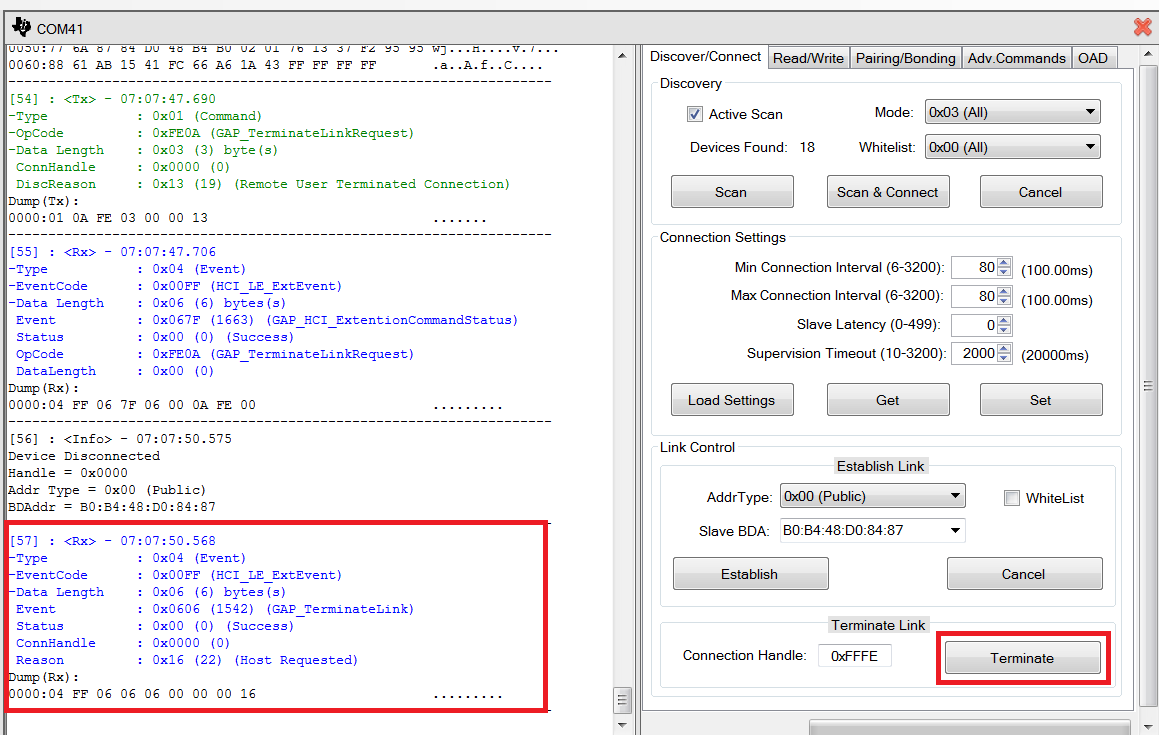 COM41
0050:77 6A 87 84 D0 48 B4 B0 02 01 76 13 37 F2 95 95 wj...H....v.7...
0060:88 61 AB 15 41 FC 66 A6 1A 43 FF FF FF FF .a..A.f..C....
[54] : <Tx> - 07:07:47.690
-Type : 0x01 (Command)
-OpCode : 0xFE0A (GAP_TerminateLinkRequest)
-Data Length : 0x03 (3) byte(s)
ConnHandle : 0x0000 (0)
DiscReason : 0x13 (19) (Remote User Terminated Connection)
Dump(Tx):
0000:01 0A FE 03 00 00 13 .......
[55] : <Rx> - 07:07:47.706
-Type : 0x04 (Event)
-EventCode : 0x00FF (HCI_LE_ExtEvent)
-Data Length : 0x06 (6) bytes(s)
Event : 0x067F (1663) (GAP_HCI_ExtentionCommandStatus)
Status : 0x00 (0) (Success)
OpCode : 0xFE0A (GAP_TerminateLinkRequest)
DataLength : 0x00 (0)
Dump(Rx):
0000:04 FF 06 7F 06 00 0A FE 00 .........
[56] : <Info> - 07:07:50.575
Device Disconnected
Handle = 0x0000
Addr Type = 0x00 (Public)
BDAddr = B0:B4:48:D0:84:87
[57] : <Rx> - 07:07:50.568
-Type : 0x04 (Event)
-EventCode : 0x00FF (HCI_LE_ExtEvent)
-Data Length : 0x06 (6) bytes(s)
Event : 0x0606 (1542) (GAP_TerminateLink)
Status : 0x00 (0) (Success)
ConnHandle : 0x0000 (0)
Reason : 0x16 (22) (Host Requested)
Dump(Rx):
0000:04 FF 06 06 06 00 00 00 16 .........
Discover/Connect Read/Write Pairing/Bonding Adv.Commands OAD
Discovery
Active Scan Mode: 0x03 (All)
Devices Found: 18 Whitelist: 0x00 (All)
Scan Scan & Connect Cancel
Connection Settings
Min Connection Interval (6-3200): 80 (100.00ms)
Max Connection Interval (6-3200): 80 (100.00ms)
Slave Latency (0-499): 0
Supervision Timeout (10-3200): 2000 (20000ms)
Load Settings Get Set
Link Control
Establish Link
AddrType: 0x00 (Public) WhiteList
Slave BDA: B0:B4:48:D0:84:87
Establish Cancel
Terminate Link
Connection Handle: 0xFFFE Terminate